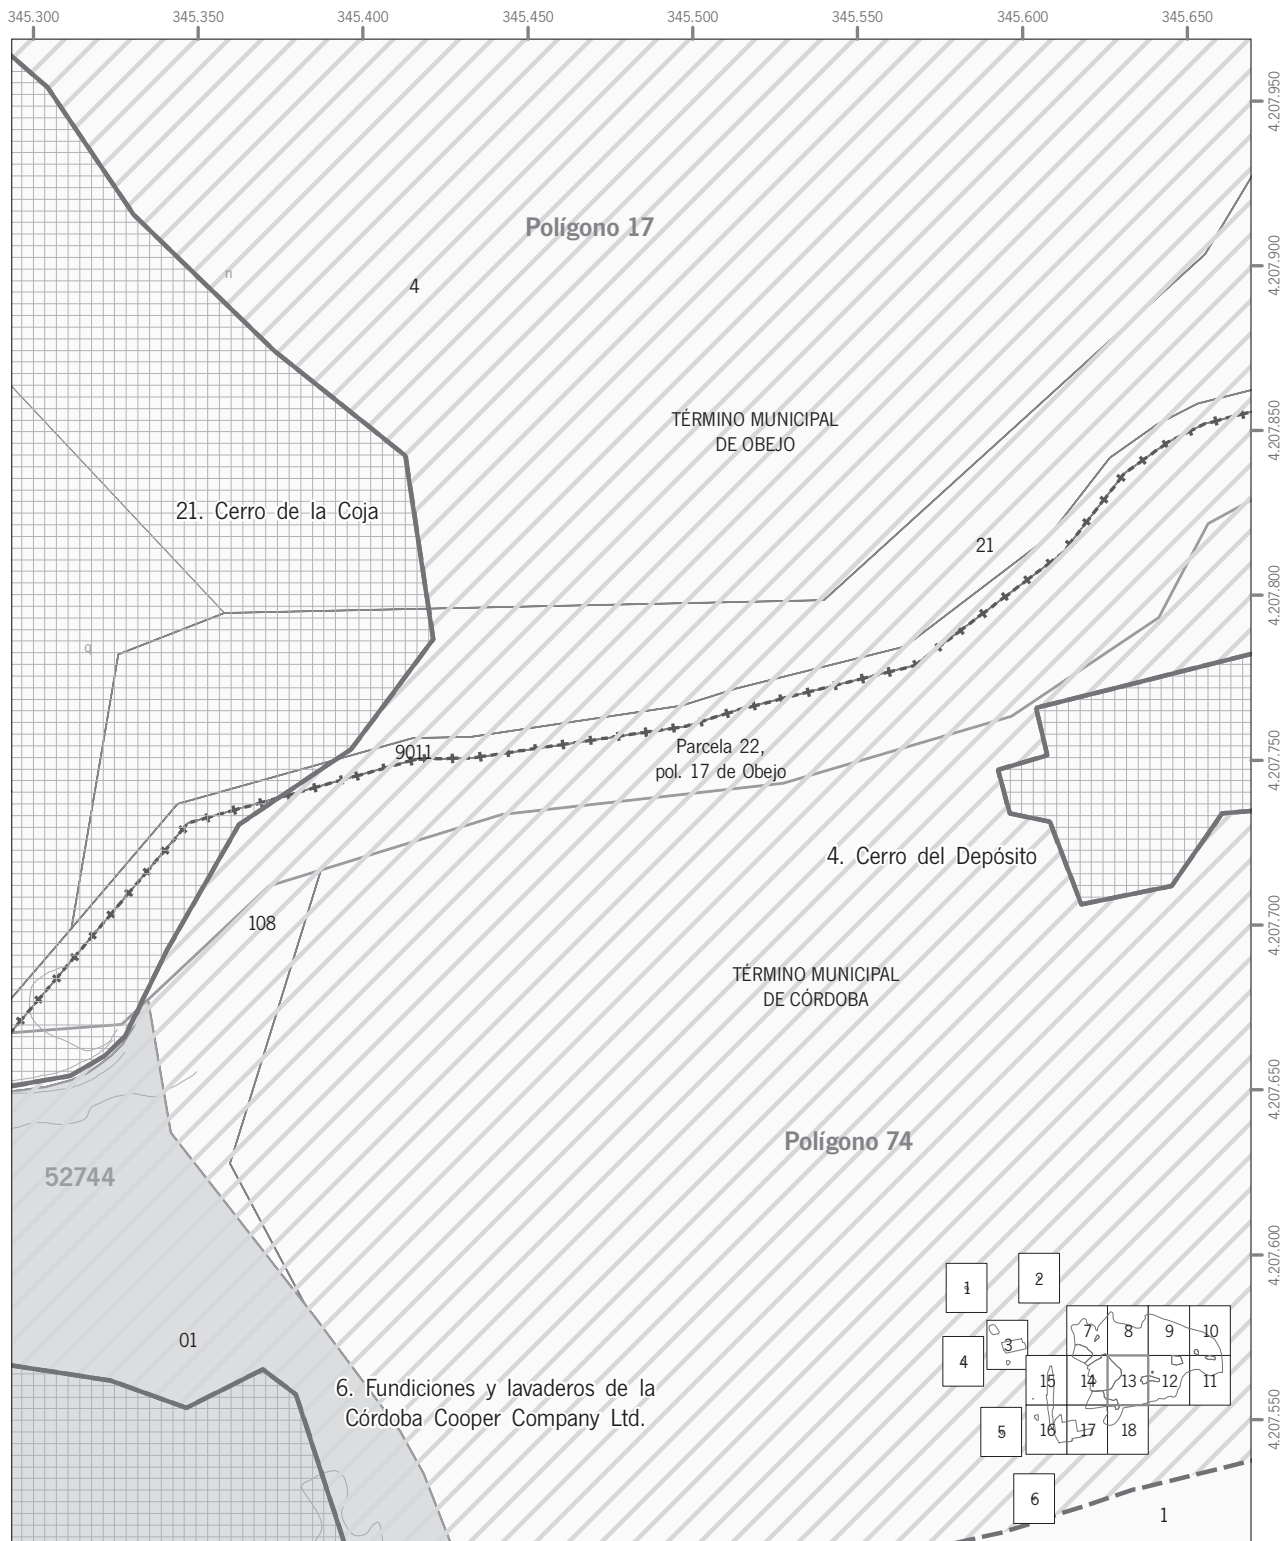 345.300 345.350 345.400 345.450 345.500 345.550 345.600 345.650
4.207.950
Polígono 17
4.207.900
n
4
TÉRMINO MUNICIPAL
DE OBEJO
4.207.850
21. Cerro de la Coja
21
4.207.800
q
9011
Parcela 22,
pol. 17 de Obejo
4.207.750
4. Cerro del Depósito
108
4.207.700
TÉRMINO MUNICIPAL
DE CÓRDOBA
4.207.650
Polígono 74
52744
4.207.600
1 2
7 8 9 10
3
4
15 14 13 12 11
01
6. Fundiciones y lavaderos de la
Córdoba Cooper Company Ltd.
4.207.550
5 16 17 18
6
1